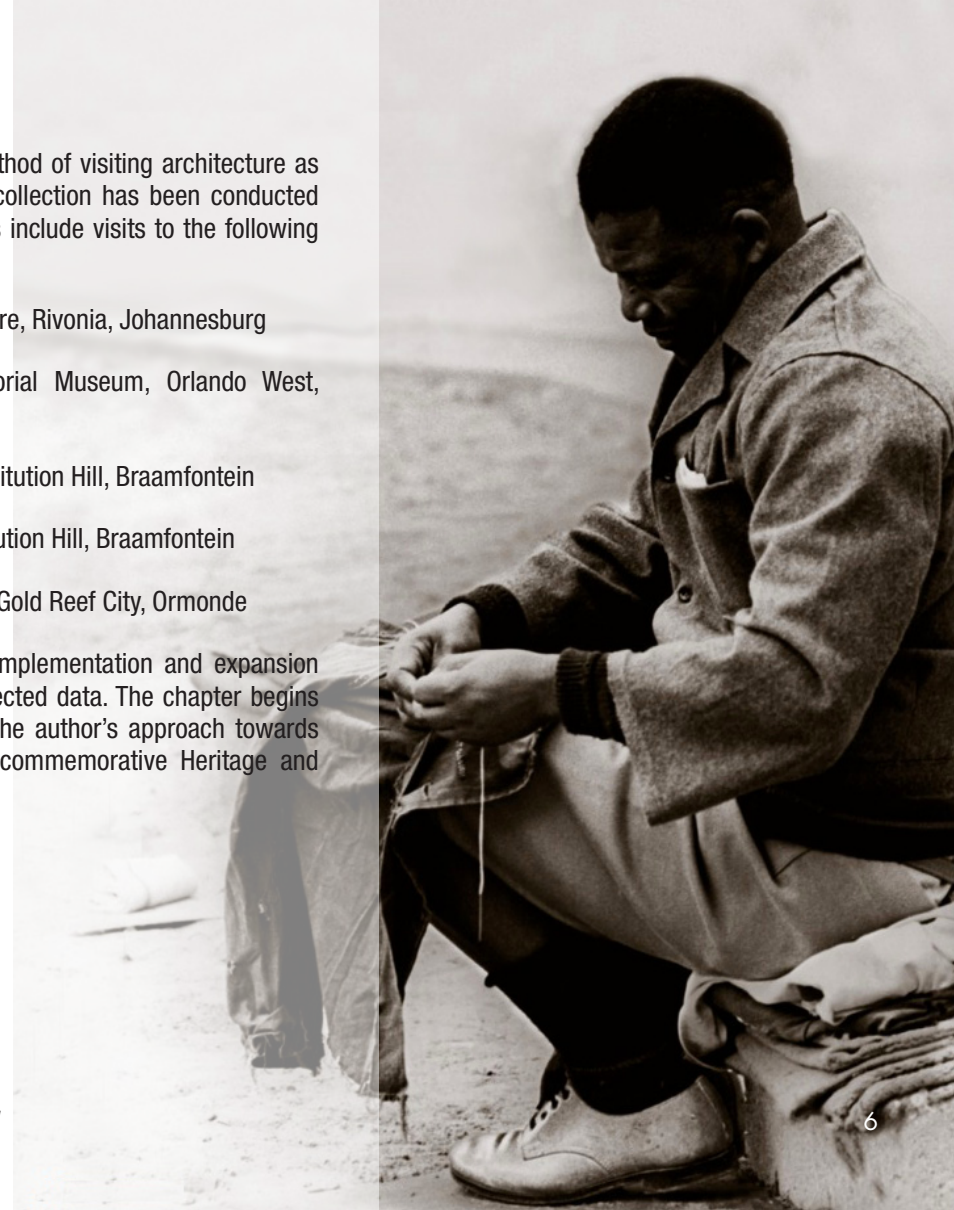 thod of visiting architecture as
collection has been conducted
s include visits to the following
re, Rivonia, Johannesburg
orial Museum, Orlando West,
itution Hill, Braamfontein
ution Hill, Braamfontein
Gold Reef City, Ormonde
mplementation and expansion
ected data. The chapter begins
he author’s approach towards
commemorative Heritage and
6